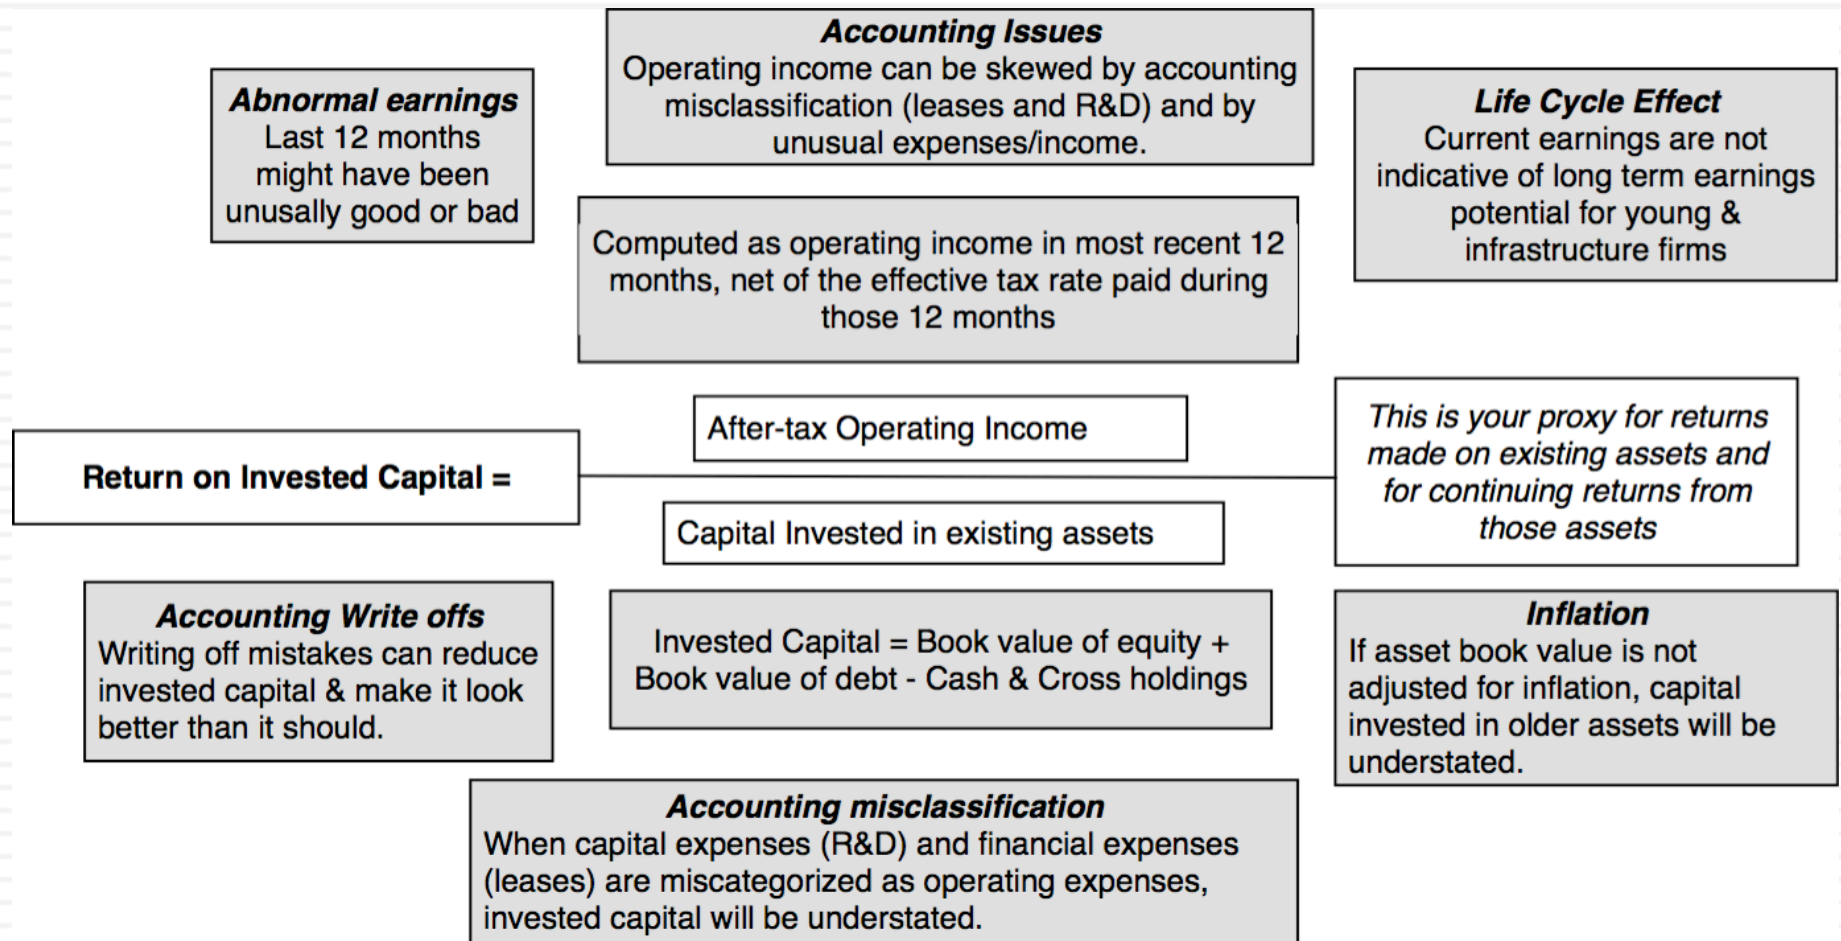 Accounting Issues
Operating income can be skewed by accounting
misclassification (leases and R&D) and by
unusual expenses/income.
Abnormal earnings
Last 12 months
might have been
unusally good or bad
Life Cycle Effect
Current earnings are not
indicative of long term earnings
potential for young &
infrastructure firms
Computed as operating income in most recent 12
months, net of the effective tax rate paid during
those 12 months
After-tax Operating Income
Return on Invested Capital =
Capital Invested in existing assets
This is your proxy for returns
made on existing assets and
for continuing returns from
those assets
Accounting Write offs
Writing off mistakes can reduce
invested capital & make it look
better than it should.
Invested Capital = Book value of equity +
Book value of debt - Cash & Cross holdings
Inflation
If asset book value is not
adjusted for inflation, capital
invested in older assets will be
understated.
Accounting misclassification
When capital expenses (R&D) and financial expenses
(leases) are miscategorized as operating expenses,
invested capital will be understated.